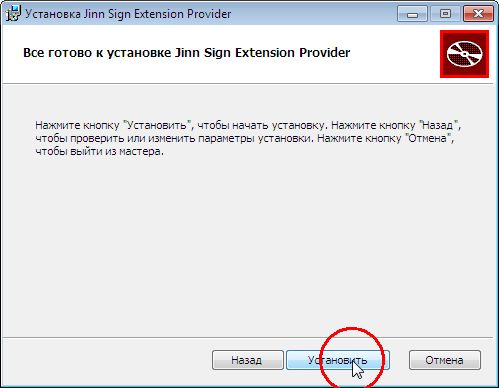 Установка Jinn Sign Extension Provider
Все готово к установке Jinn Sign Extension Provider
Нажмите кнопку "Установить", чтобы начать установку. Нажмите кнопку "Назад",
чтобы проверить или изменить параметры установки. Нажмите кнопку "Отмена",
чтобы выйти из мастера.
Назад Установить Отмена